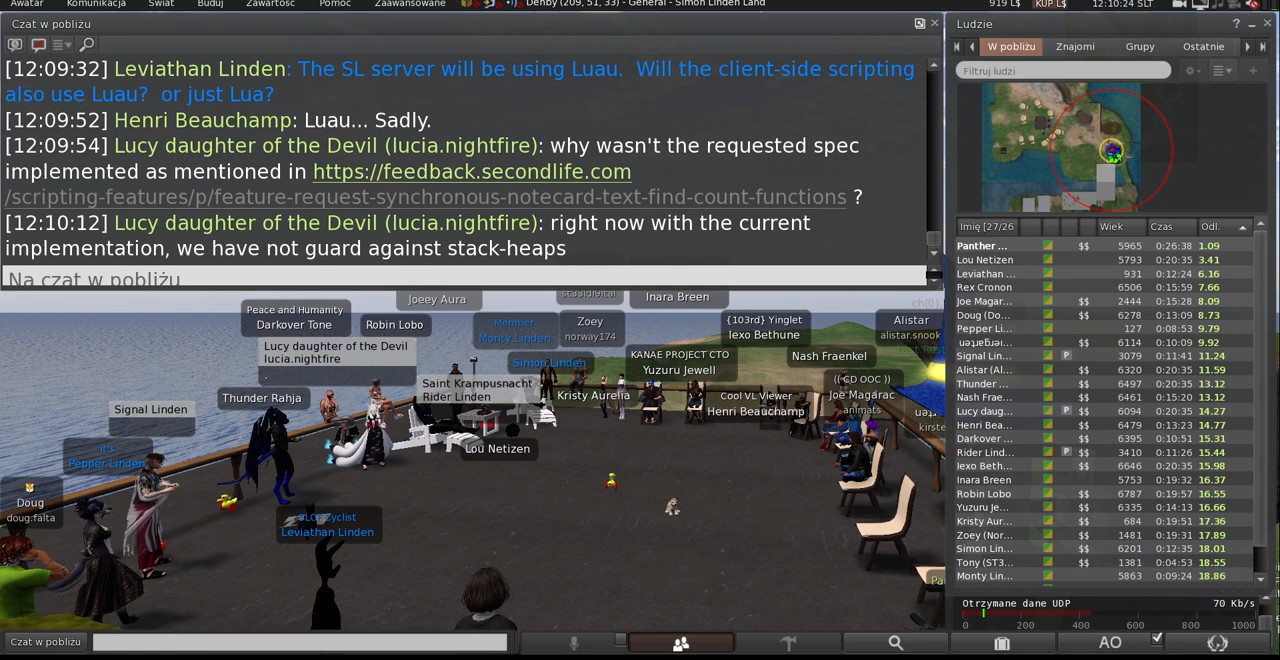 Awatar Komunikacja Świat Buduj Zawartość Pomoc Zaawansowane Denby (209, 51, 33) - General - Simon Linden Land 919 L$ KUP L$ 12:10:24 SLT
Czat w pobliżu
[12:09:32] Leviathan Linden: The SL server will be using Luau. Will the client-side scripting
also use Luau? or just Lua?
[12:09:52] Henri Beauchamp: Luau... Sadly.
[12:09:54] Lucy daughter of the Devil (lucia.nightfire): why wasn't the requested spec
implemented as mentioned in https://feedback.secondlife.com
/scripting-features/p/feature-request-synchronous-notecard-text-find-count-functions ?
[12:10:12] Lucy daughter of the Devil (lucia.nightfire): right now with the current
implementation, we have not guard against stack-heaps
Na czat w pobliżu
Joeey Aura
st33ldi9ital
Inara Breen
ch(0)
Peace and Humanity
Darkover Tone
Robin Lobo
Member
Monty Linden
Zoey
norway174
{103rd} Yinglet
Iexo Bethune
Alistar
alistar.snook
Lucy daughter of the Devil
lucia.nightfire
.
Simon Linden
KANAE PROJECT CTO
Yuzuru Jewell
Nash Fraenkel
Thunder Rahja
Saint Krampusnacht
Rider Linden
Kristy Aurelia
Cool VL Viewer
Henri Beauchamp
(( CD OOC ))
Joe Magarac
animats
Signal Linden
Lou Netizen
It's
Pepper Linden
Doug
doug.falta
SLOP Cyclist
Leviathan Linden
Czat w pobliżu
Ludzie
W pobliżu Znajomi Grupy Ostatnie
Filtruj ludzi
Imię [27/26 Wiek Czas Odl.
Panther ... $$ 5965 0:26:38 1.09
Lou Netizen 5793 0:20:35 3.41
Leviathan ... 931 0:12:24 6.16
Rex Cronon 6506 0:15:59 7.66
Joe Magar... $$ 2444 0:15:28 8.09
Doug (Do... $$ 6278 0:13:09 8.73
Pepper Li... 127 0:08:53 9.79
$$ 6114 0:10:09 9.92
Signal Lin... P 3079 0:11:41 11.24
Alistar (Al... $$ 6320 0:20:35 11.59
Thunder ... $$ 6497 0:20:35 13.12
Nash Frae... $$ 6461 0:15:20 13.12
Lucy daug... P $$ 6094 0:20:35 14.27
Henri Bea... $$ 6479 0:13:23 14.77
Darkover ... $$ 6395 0:10:51 15.31
Rider Lind... P $$ 3410 0:11:26 15.44
Iexo Beth... $$ 6646 0:20:35 15.98
Inara Breen 5753 0:19:32 16.37
Robin Lobo $$ 6787 0:19:57 16.55
Yuzuru Je... $$ 6335 0:14:13 16.66
Kristy Aur... $$ 684 0:19:51 17.36
Zoey (Nor... $$ 1481 0:19:31 17.89
Simon Lin... $$ 6201 0:12:35 18.01
Tony (ST3... $$ 1381 0:04:53 18.55
Monty Lin... 5863 0:09:24 18.86
Otrzymane dane UDP 70 Kb/s
0 200 400 600 800 1000
AO